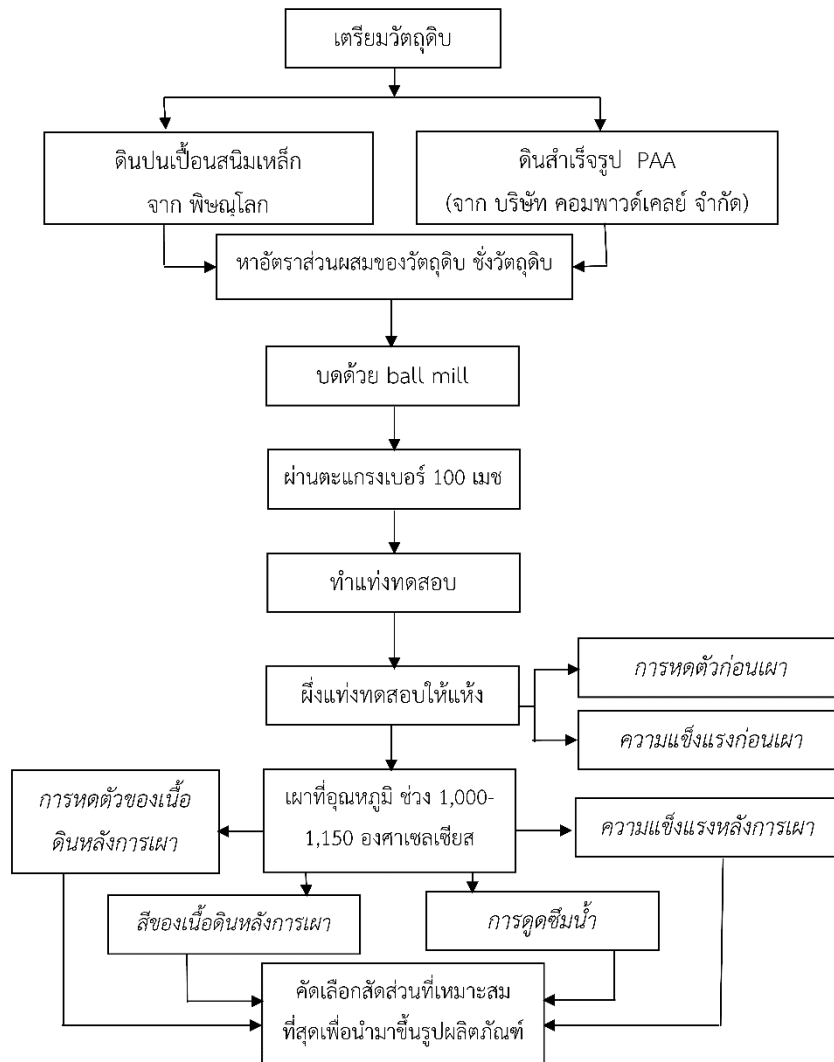 เตรียมวัตถุดิบ
ดินปนเปื้อนสนิมเหล็ก
จาก พิษณุโลก
ดินสำเร็จรูป PAA
(จาก บริษัท คอมพาวด์เคลย์ จำกัด)
หาอัตราส่วนผสมของวัตถุดิบ ชั่งวัตถุดิบ
บดด้วย ball mill
ผ่านตะแกรงเบอร์ 100 เมช
ทำแท่งทดสอบ
ผึ่งแท่งทดสอบให้แห้ง
การหดตัวก่อนเผา
ความแข็งแรงก่อนเผา
เผาที่อุณหภูมิ ช่วง 1,000-
1,150 องศาเซลเซียส
การหดตัวของเนื้อ
ดินหลังการเผา
ความแข็งแรงหลังการเผา
สีของเนื้อดินหลังการเผา
การดูดซึมน้ำ
คัดเลือกสัดส่วนที่เหมาะสม
ที่สุดเพื่อนำมาขึ้นรูปผลิตภัณฑ์